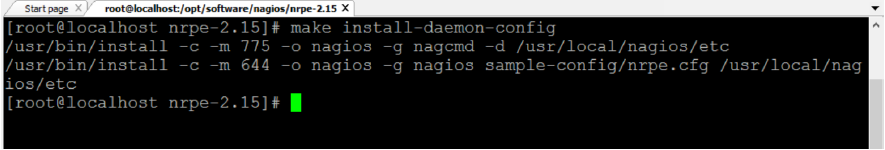 Start page X root@localhost:/opt/software/nagios/nrpe-2.15 X
[root@localhost nrpe-2.15]# make install-daemon-config
/usr/bin/install -c -m 775 -o nagios -g nagcmd -d /usr/local/nagios/etc
/usr/bin/install -c -m 644 -o nagios -g nagios sample-config/nrpe.cfg /usr/local/nag
ios/etc
[root@localhost nrpe-2.15]#